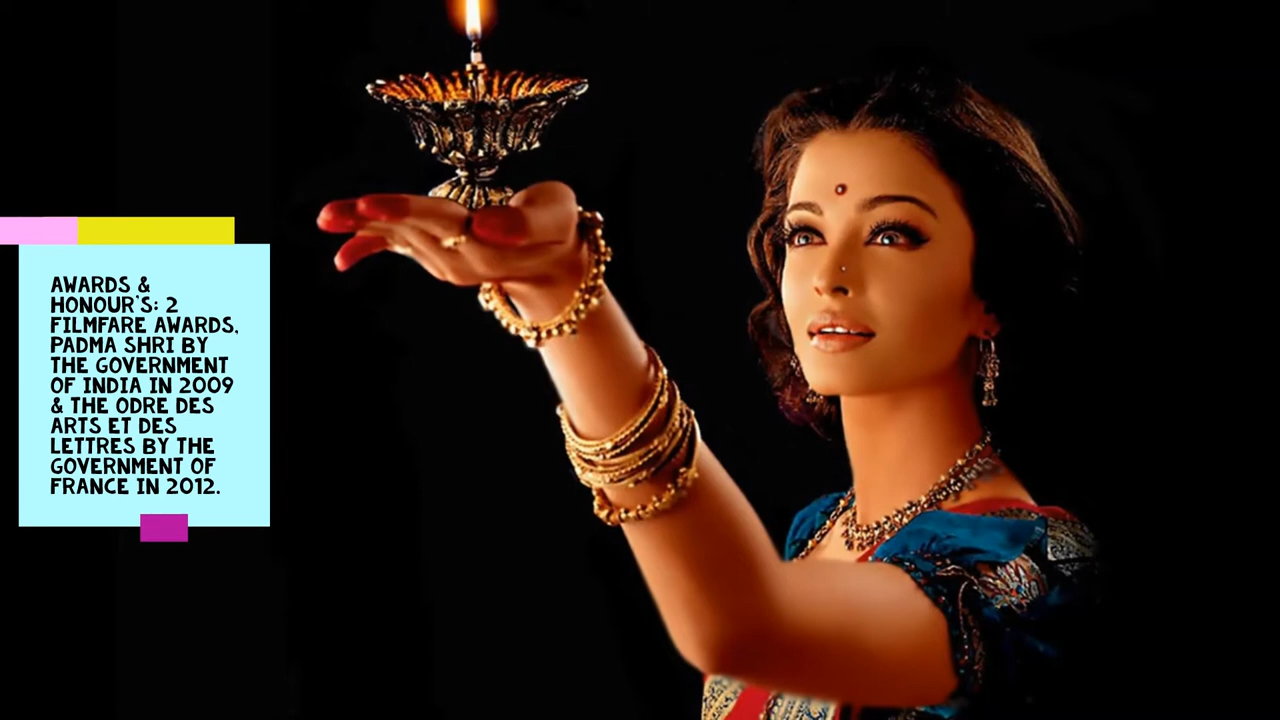 AWARDS &
HONOUR'S: 2
FILMFARE AWARDS,
PADMA SHRI BY
THE GOVERNMENT
OF INDIA IN 2009
& THE ODRE DES
ARTS ET DES
LETTRES BY THE
GOVERNMENT OF
FRANCE IN 2012.